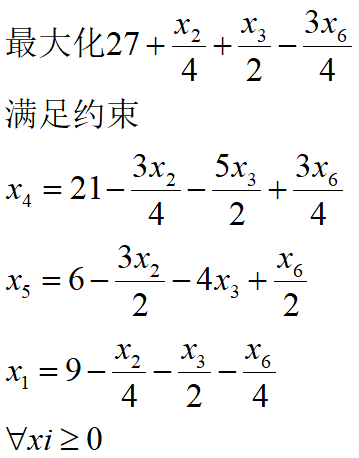 最大化27 + x₂/4 + x₃/2 − 3x₆/4
满足约束
x₄ = 21 − 3x₂/4 − 5x₃/2 + 3x₆/4
x₅ = 6 − 3x₂/2 − 4x₃ + x₆/2
x₁ = 9 − x₂/4 − x₃/2 − x₆/4
∀xi ≥ 0